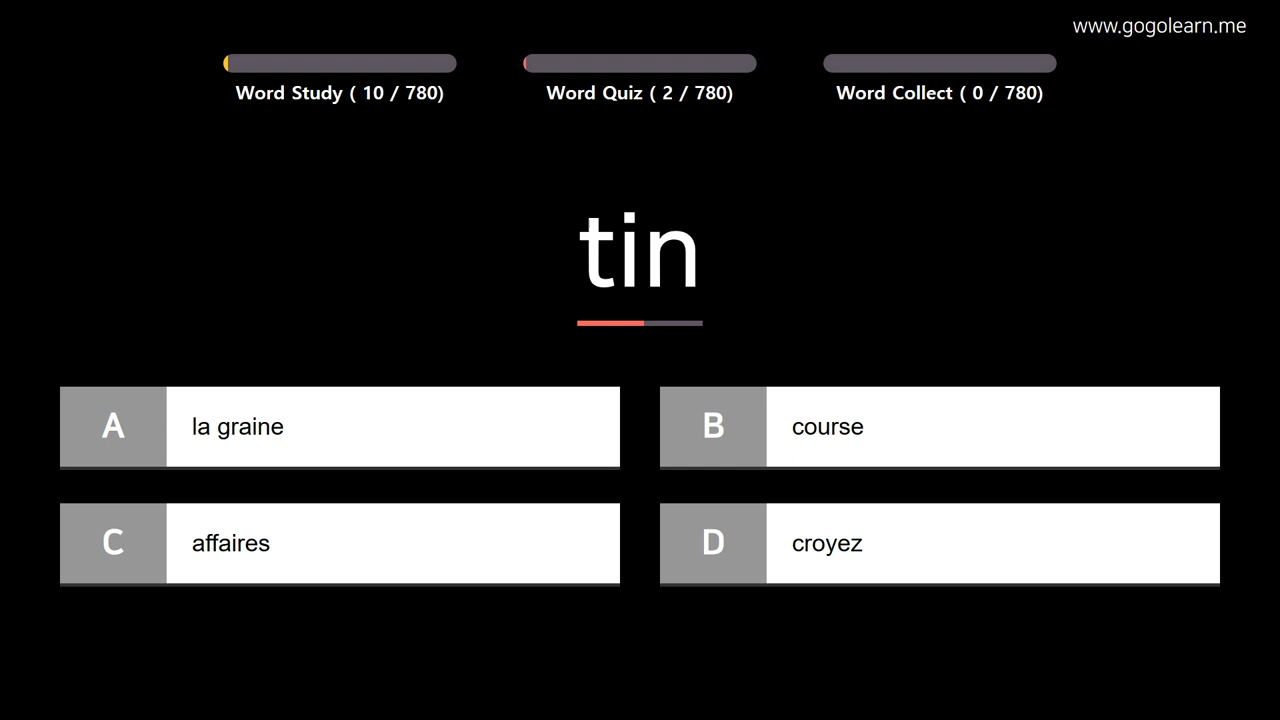 www.gogolearn.me
Word Study ( 10 / 780)
Word Quiz ( 2 / 780)
Word Collect ( 0 / 780)
tin
A la graine
B course
C affaires
D croyez